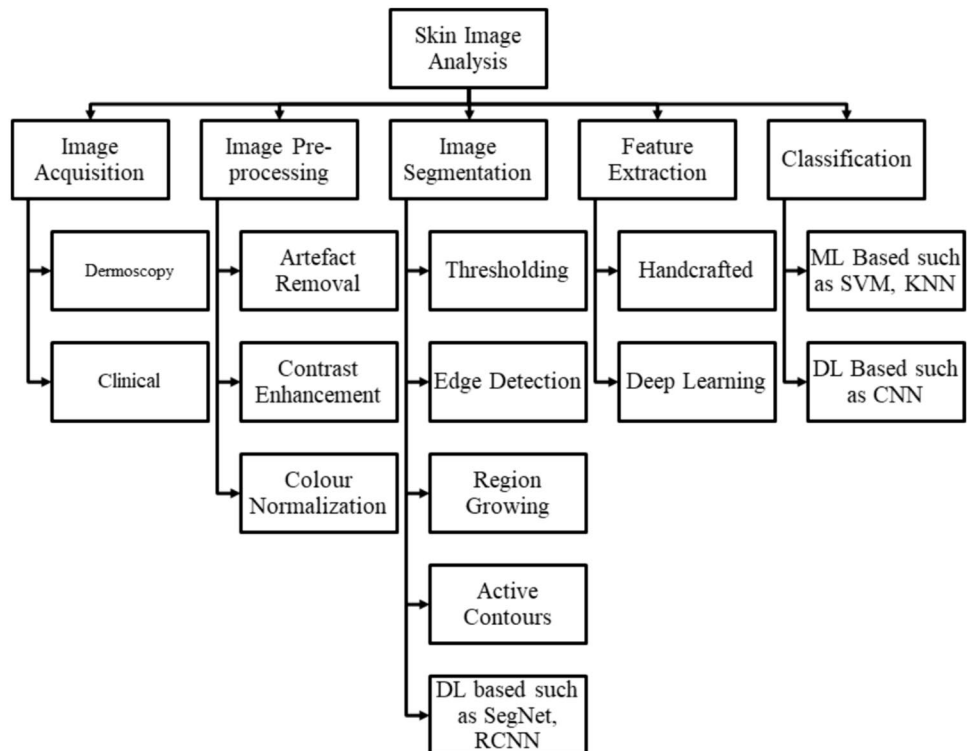 Skin Image
Analysis
Image
Acquisition
Image Pre-
processing
Image
Segmentation
Feature
Extraction
Classification
Dermoscopy
Artefact
Removal
Thresholding
Handcrafted
ML Based such
as SVM, KNN
Clinical
Contrast
Enhancement
Edge Detection
Deep Learning
DL Based such
as CNN
Colour
Normalization
Region
Growing
Active
Contours
DL based such
as SegNet,
RCNN